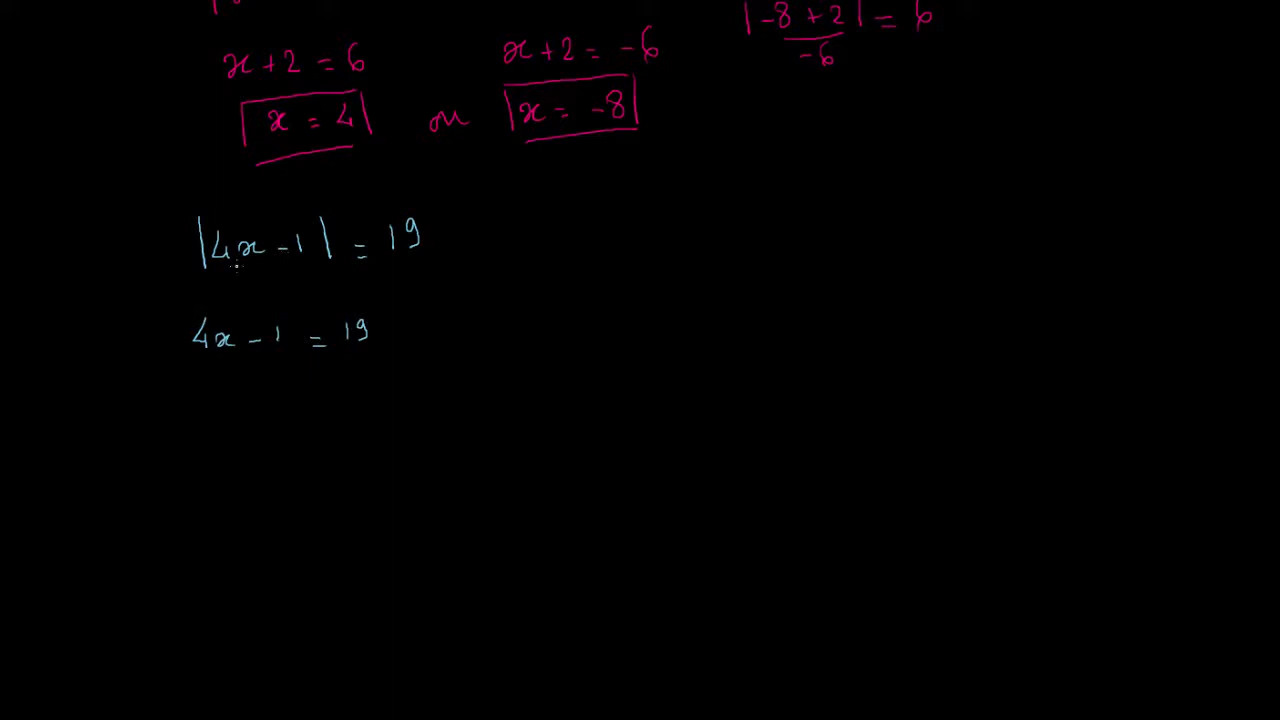 |-8 + 2| = 6
-6
x + 2 = 6
x + 2 = -6
x = 4 or x = -8
|4x - 1| = 19
4x - 1 = 19